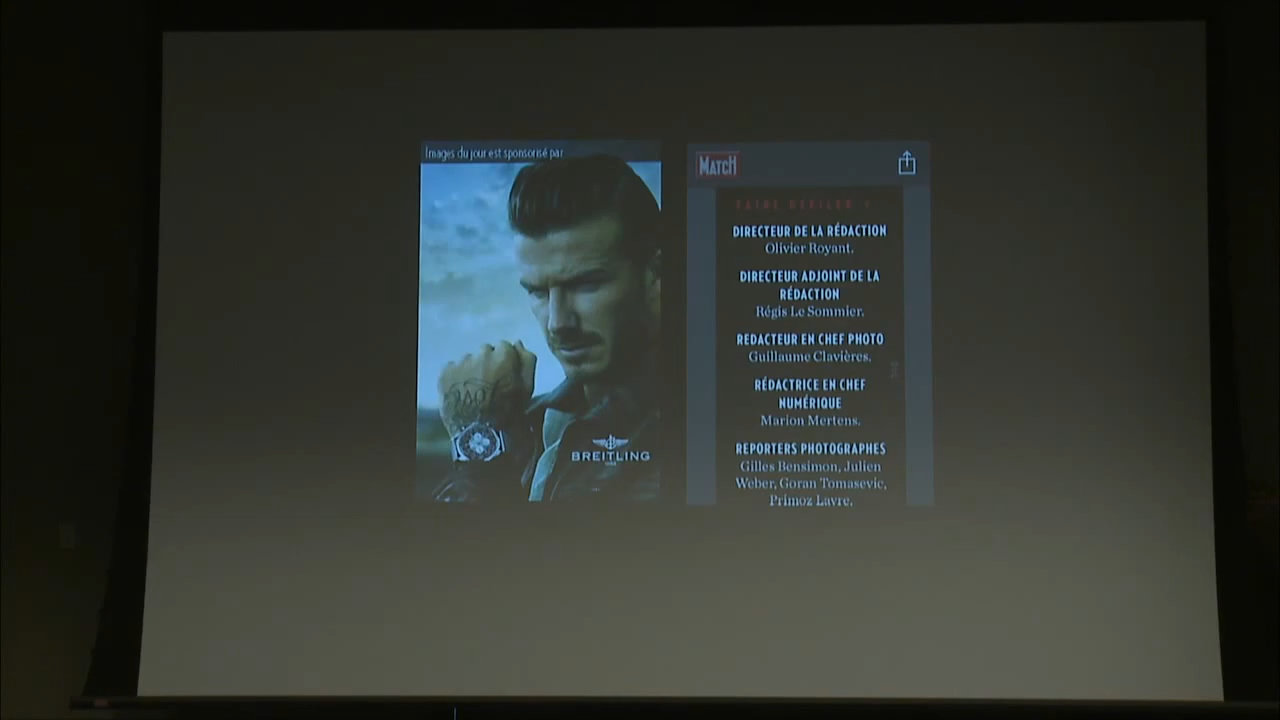 Images du jour est sponsorisé par
BREITLING
MATCH
FAIRE DÉFILER
DIRECTEUR DE LA RÉDACTION
Olivier Royant.
DIRECTEUR ADJOINT DE LA
RÉDACTION
Régis Le Sommier.
REDACTEUR EN CHEF PHOTO
Guillaume Clavières.
RÉDACTRICE EN CHEF
NUMÉRIQUE
Marion Mertens.
REPORTERS PHOTOGRAPHES
Gilles Bensimon, Julien
Weber, Goran Tomasevic,
Primoz Lavre.